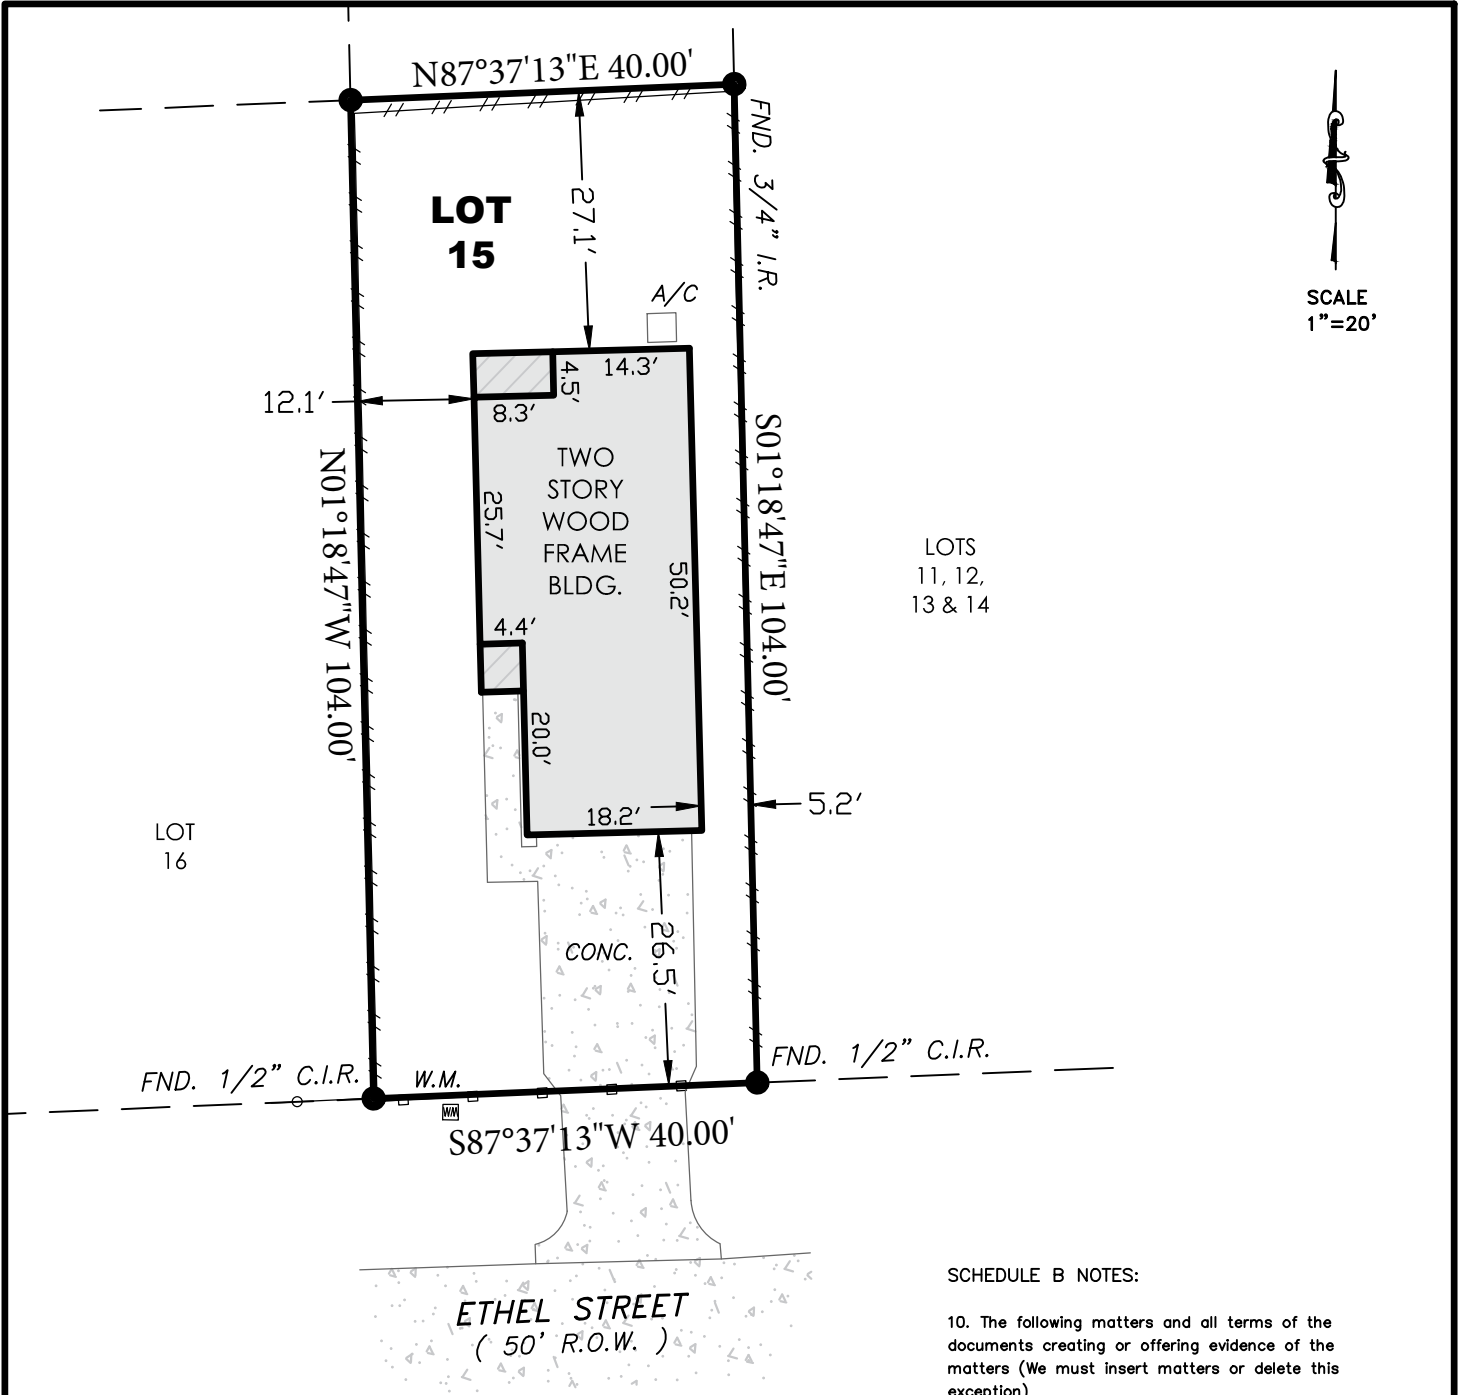 N87°37'13"E 40.00'
FND. 3/4" I.R.
LOT
15
27.1'
SCALE
1"=20'
A/C
14.3'
4.5'
8.3'
12.1'
TWO
STORY
WOOD
FRAME
BLDG.
25.7'
50.2'
N01°18'47"W 104.00'
S01°18'47"E 104.00'
LOTS
11, 12,
13 & 14
4.4'
20.0'
18.2'
5.2'
LOT
16
CONC.
26.5'
FND. 1/2" C.I.R.
W.M.
WM
FND. 1/2" C.I.R.
S87°37'13"W 40.00'
ETHEL STREET
( 50' R.O.W. )
SCHEDULE B NOTES:
10. The following matters and all terms of the
documents creating or offering evidence of the
matters (We must insert matters or delete this
exception)